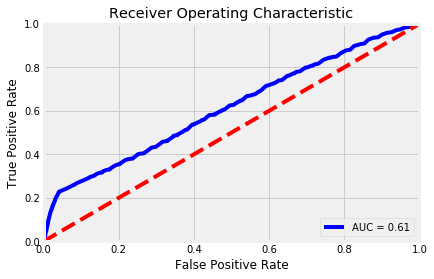 Receiver Operating Characteristic
1.0
0.8
0.6
0.4
0.2
0.0
True Positive Rate
AUC = 0.61
0.0 0.2 0.4 0.6 0.8 1.0
False Positive Rate